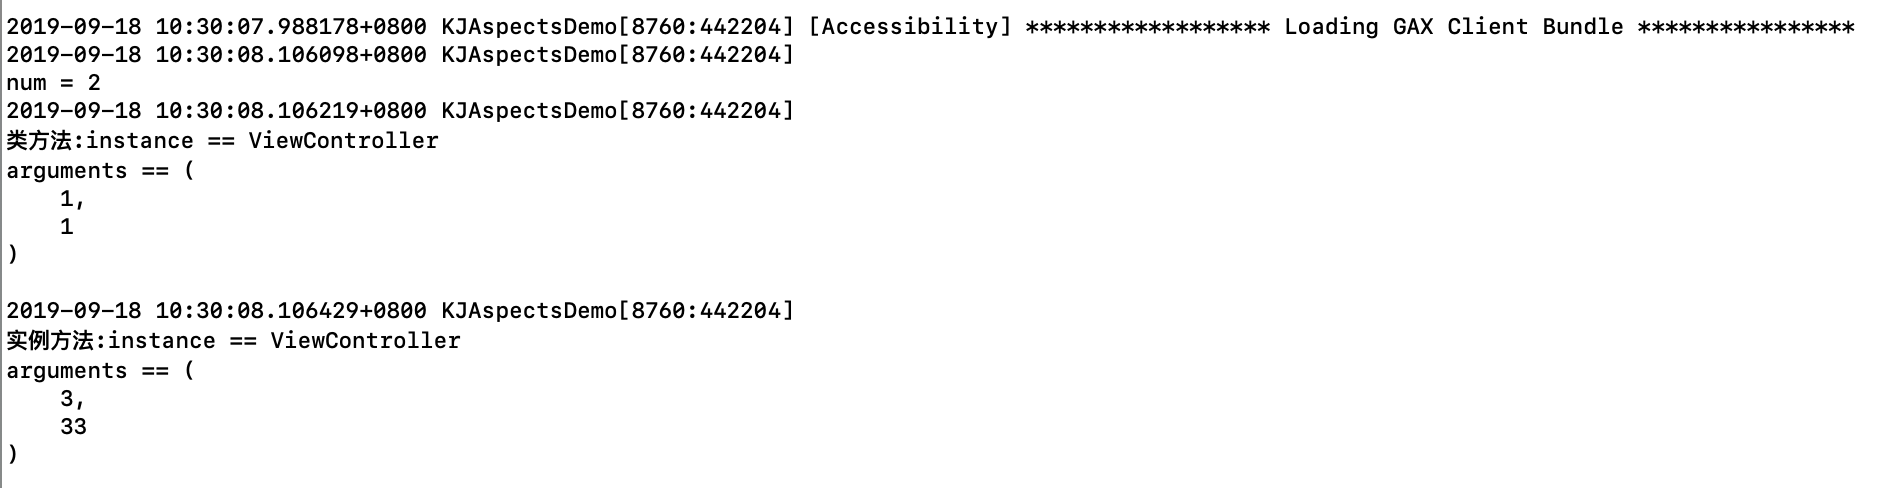 2019-09-18 10:30:07.988178+0800 KJAspectsDemo[8760:442204] [Accessibility] ****************** Loading GAX Client Bundle ****************
2019-09-18 10:30:08.106098+0800 KJAspectsDemo[8760:442204]
num = 2
2019-09-18 10:30:08.106219+0800 KJAspectsDemo[8760:442204]
类方法:instance == ViewController
arguments == (
    1,
    1
)
2019-09-18 10:30:08.106429+0800 KJAspectsDemo[8760:442204]
实例方法:instance == ViewController
arguments == (
    3,
    33
)